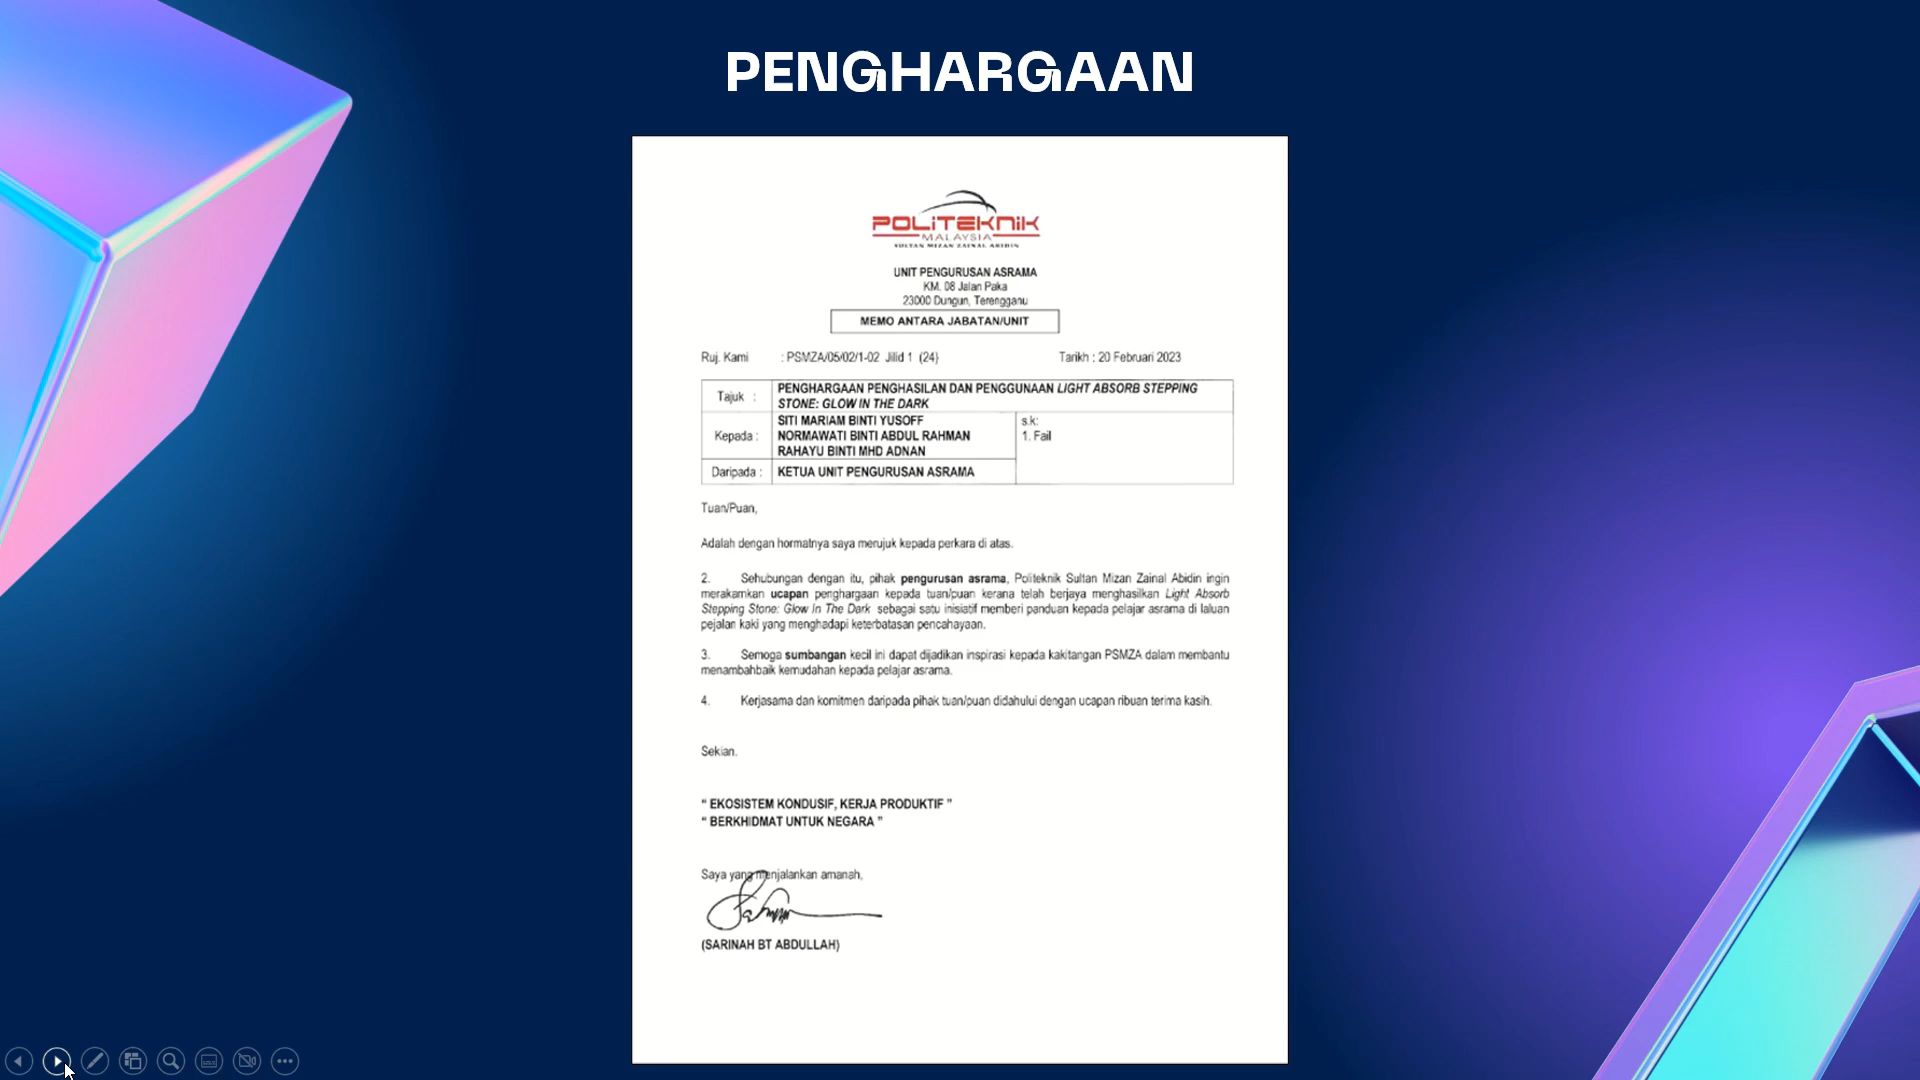 PENGHARGAAN
POLITEKNIK
MALAYSIA
SULTAN MIZAN ZAINAL ABIDIN
UNIT PENGURUSAN ASRAMA
KM. 08 Jalan Paka
23000 Dungun, Terengganu
MEMO ANTARA JABATAN/UNIT
Ruj. Kami : PSMZA/05/02/1-02 Jilid 1 (24) Tarikh : 20 Februari 2023
Tajuk : PENGHARGAAN PENGHASILAN DAN PENGGUNAAN LIGHT ABSORB STEPPING
STONE: GLOW IN THE DARK
Kepada : SITI MARIAM BINTI YUSOFF
NORMAWATI BINTI ABDUL RAHMAN
RAHAYU BINTI MHD ADNAN
s.k:
1. Fail
Daripada : KETUA UNIT PENGURUSAN ASRAMA
Tuan/Puan,
Adalah dengan hormatnya saya merujuk kepada perkara di atas.
2. Sehubungan dengan itu, pihak pengurusan asrama, Politeknik Sultan Mizan Zainal Abidin ingin
merakamkan ucapan penghargaan kepada tuan/puan kerana telah berjaya menghasilkan Light Absorb
Stepping Stone: Glow In The Dark sebagai satu inisiatif memberi panduan kepada pelajar asrama di laluan
pejalan kaki yang menghadapi keterbatasan pencahayaan.
3. Semoga sumbangan kecil ini dapat dijadikan inspirasi kepada kakitangan PSMZA dalam membantu
menambahbaik kemudahan kepada pelajar asrama.
4. Kerjasama dan komitmen daripada pihak tuan/puan didahului dengan ucapan ribuan terima kasih.
Sekian.
" EKOSISTEM KONDUSIF, KERJA PRODUKTIF "
" BERKHIDMAT UNTUK NEGARA "
Saya yang menjalankan amanah,
(SARINAH BT ABDULLAH)